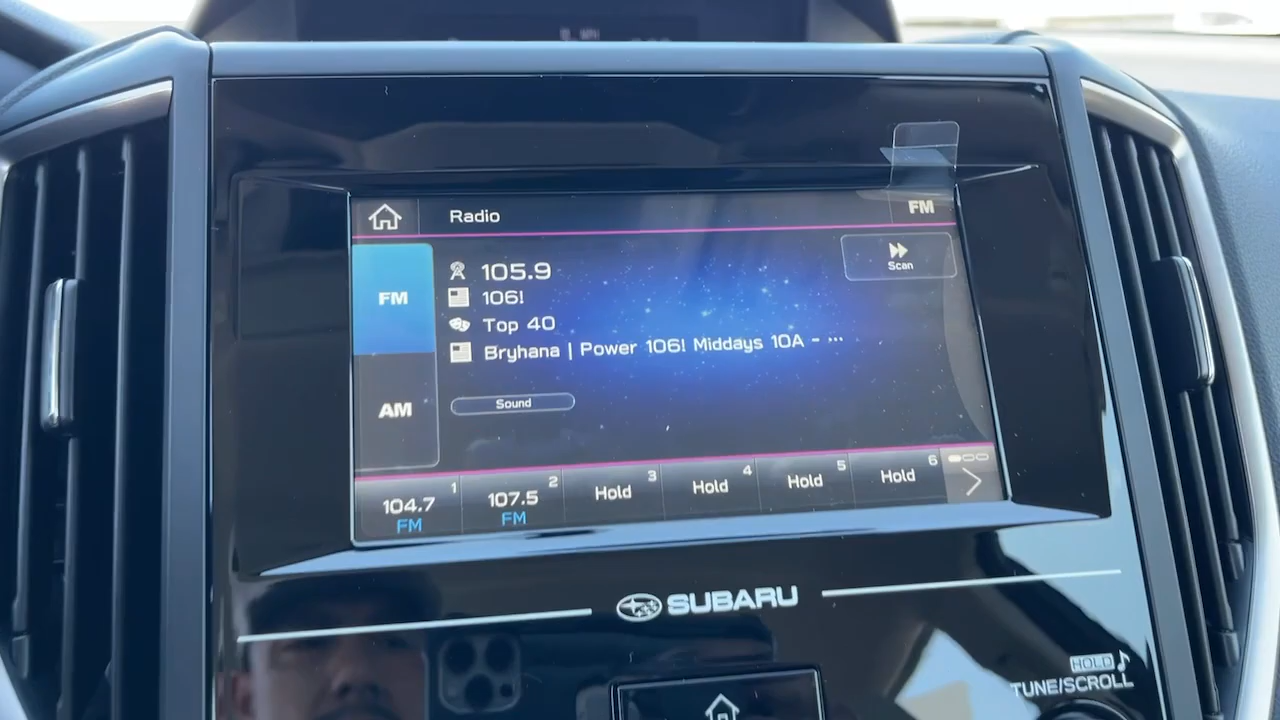 Radio
FM
Scan
FM
105.9
106!
Top 40
Bryhana | Power 106! Middays 10A - ...
AM
Sound
1
104.7
FM
2
107.5
FM
3
Hold
4
Hold
5
Hold
6
Hold
SUBARU
HOLD
TUNE/SCROLL